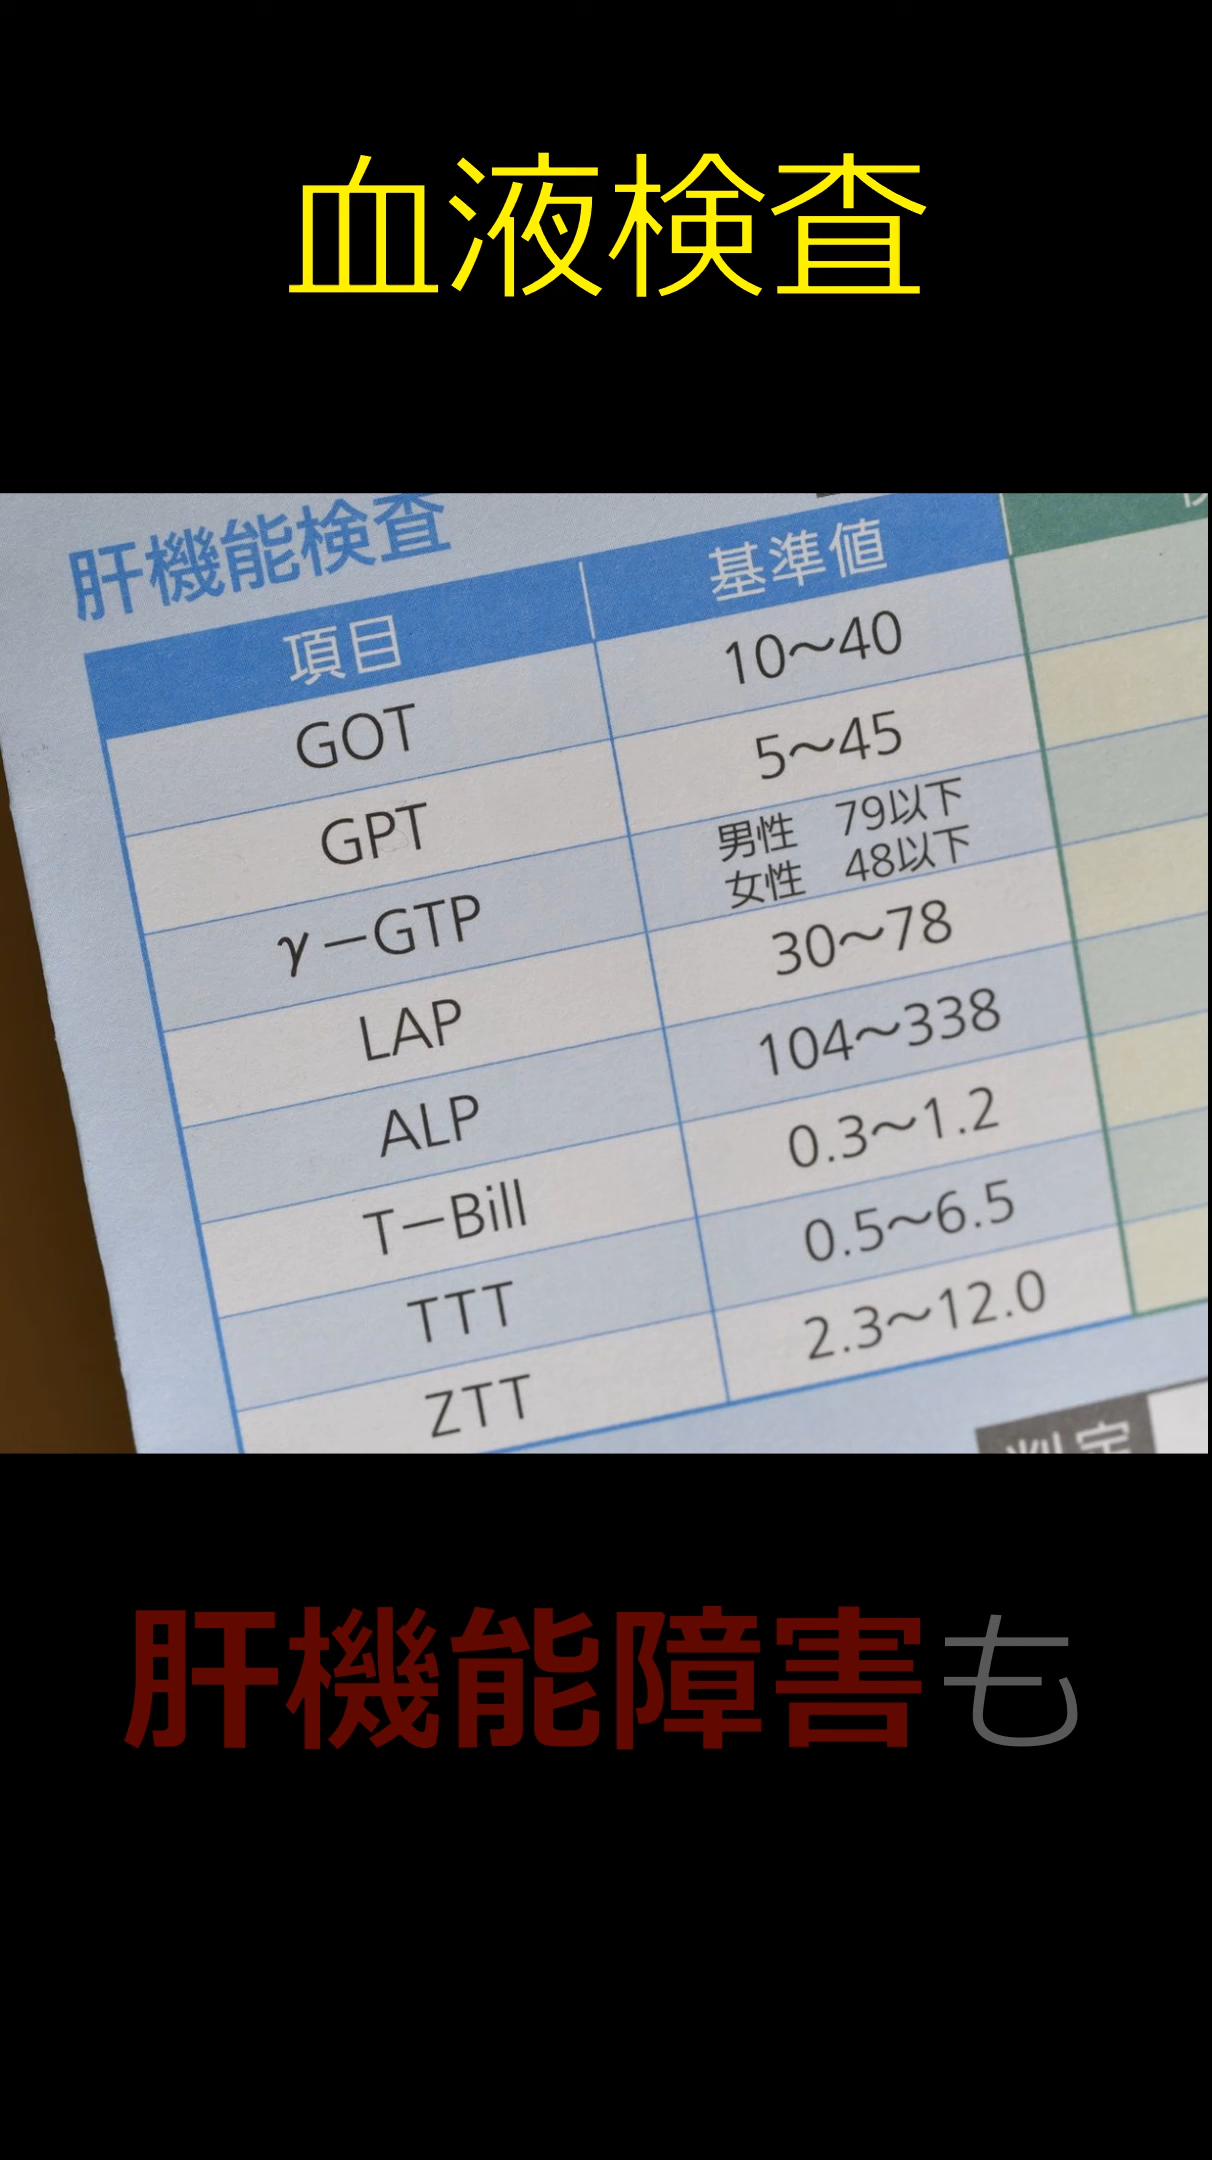 血液検査
肝機能検査
項目 基準値
GOT 10〜40
GPT 5〜45
γ−GTP 男性 79以下
女性 48以下
LAP 30〜78
ALP 104〜338
T−Bill 0.3〜1.2
TTT 0.5〜6.5
ZTT 2.3〜12.0
判定
肝機能障害も